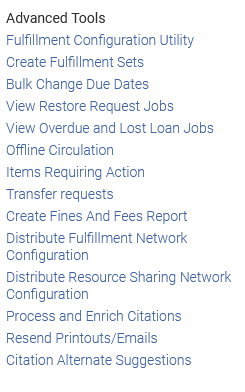 Advanced Tools
Fulfillment Configuration Utility
Create Fulfillment Sets
Bulk Change Due Dates
View Restore Request Jobs
View Overdue and Lost Loan Jobs
Offline Circulation
Items Requiring Action
Transfer requests
Create Fines And Fees Report
Distribute Fulfillment Network
Configuration
Distribute Resource Sharing Network
Configuration
Process and Enrich Citations
Resend Printouts/Emails
Citation Alternate Suggestions